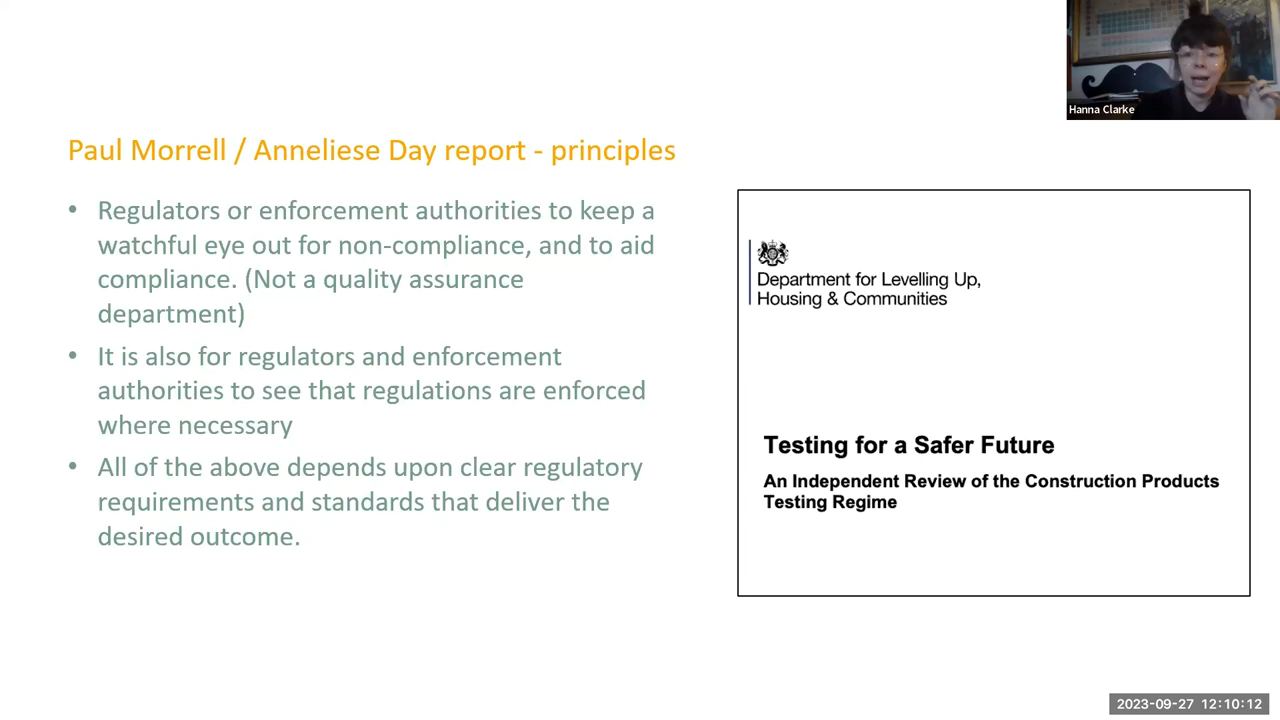 Hanna Clarke
Paul Morrell / Anneliese Day report - principles
• Regulators or enforcement authorities to keep a
watchful eye out for non-compliance, and to aid
compliance. (Not a quality assurance
department)
• It is also for regulators and enforcement
authorities to see that regulations are enforced
where necessary
• All of the above depends upon clear regulatory
requirements and standards that deliver the
desired outcome.
Department for Levelling Up,
Housing & Communities
Testing for a Safer Future
An Independent Review of the Construction Products
Testing Regime
2023-09-27 12:10:12